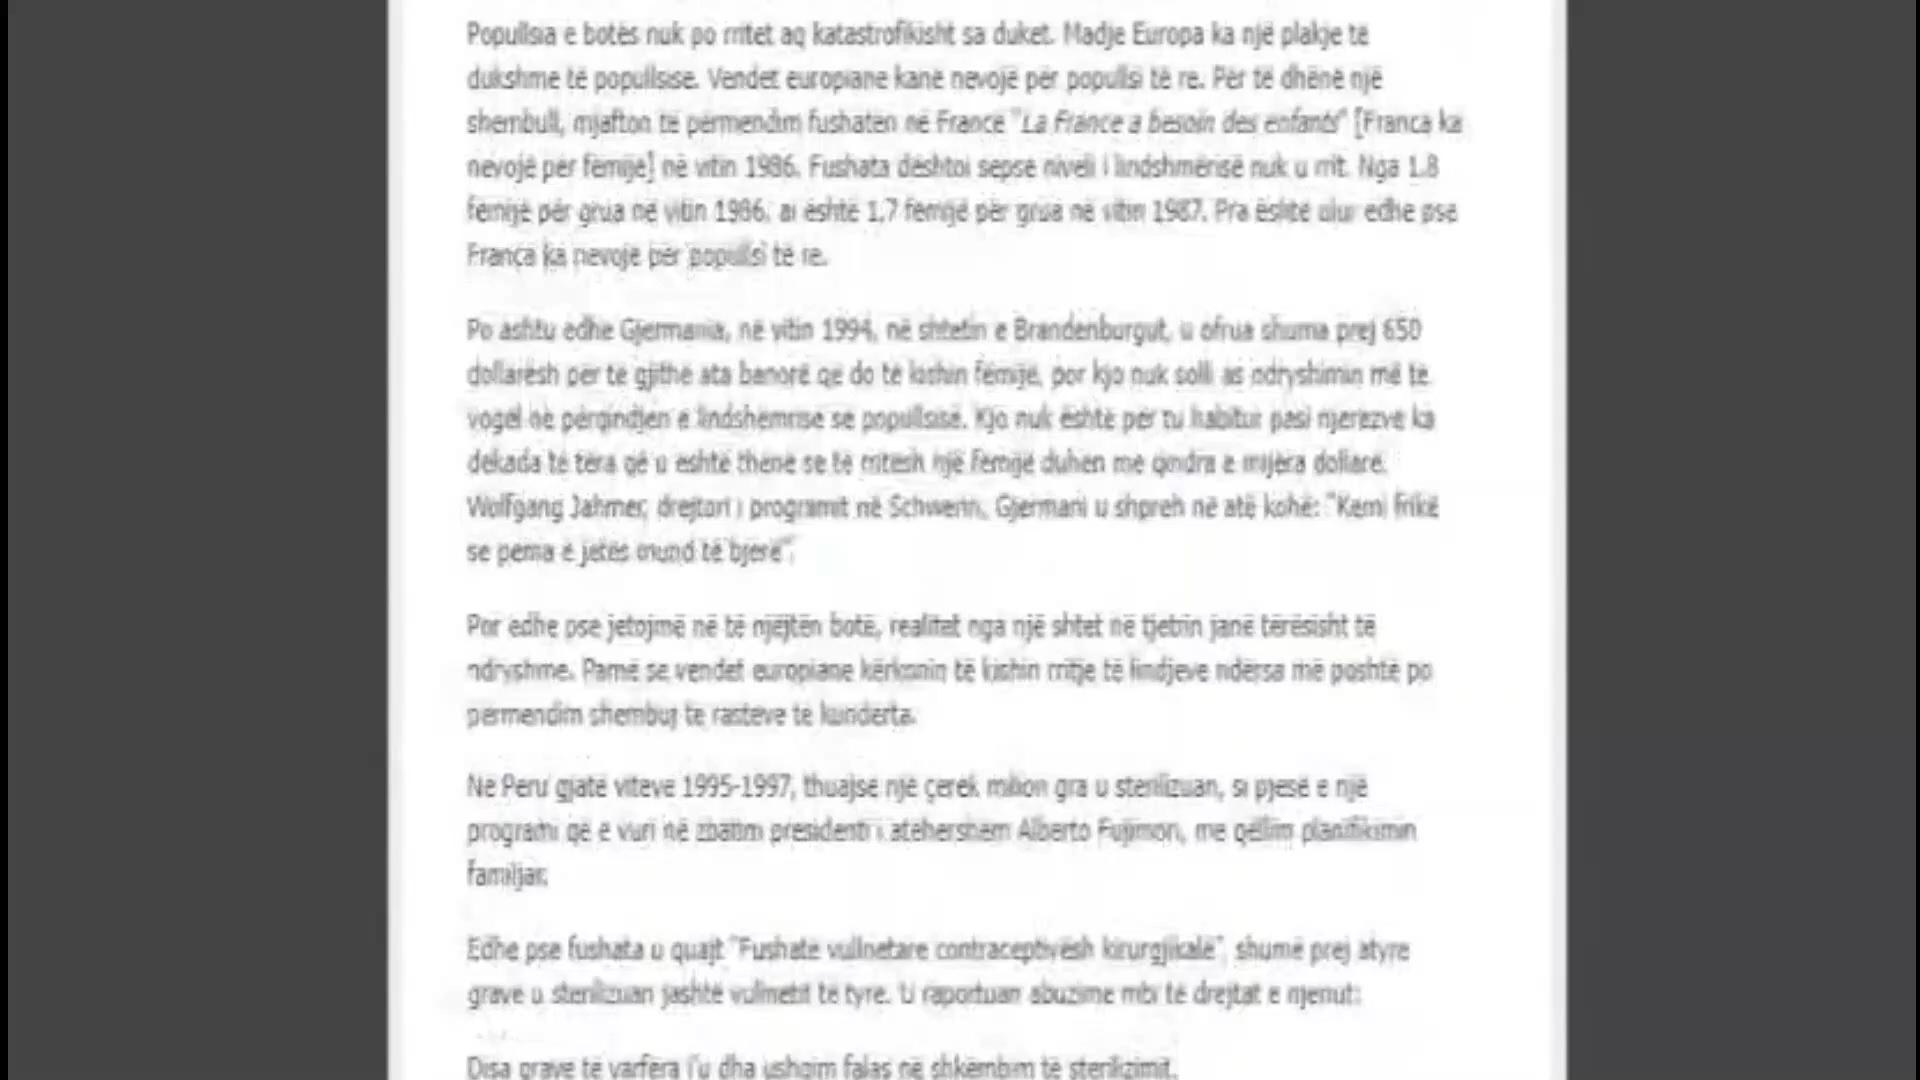 Popullsia e botës nuk po rritet aq katastrofikisht sa duket. Madje Europa ka një plakje të
dukshme të popullsisë. Vendet europiane kanë nevojë për popullsi të re. Për të dhënë një
shembull, mjafton të përmendim fushatën në Francë "La France a besoin des enfants" [Franca ka
nevojë për fëmijë] në vitin 1986. Fushata dështoi sepse niveli i lindshmërisë nuk u rrit. Nga 1.8
fëmijë për grua në vitin 1986, ai është 1,7 fëmijë për grua në vitin 1987. Pra është ulur edhe pse
Franca ka nevojë për popullsi të re.
Po ashtu edhe Gjermania, në vitin 1994, në shtetin e Brandenburgut, u ofrua shuma prej 650
dollarësh për të gjithë ata banorë që do të kishin fëmijë, por kjo nuk solli as ndryshimin më të
vogël në përqindjen e lindshëmrisë së popullsisë. Kjo nuk është për tu habitur pasi njerëzve ka
dekada të tëra që u është thënë se të rritësh një fëmijë duhen me qindra e mijëra dollarë.
Wolfgang Jahmer, drejtori i programit në Schwerin, Gjermani u shpreh në atë kohë: "Kemi frikë
se pema e jetës mund të bjerë".
Por edhe pse jetojmë në të njëjtën botë, realitet nga një shtet në tjetrin janë tërësisht të
ndryshme. Pamë se vendet europiane kërkonin të kishin rritje të lindjeve ndërsa më poshtë po
përmendim shembuj të rasteve të kundërta.
Në Peru gjatë viteve 1995-1997, thuajse një çerek milion gra u sterilizuan, si pjesë e një
programi që e vuri në zbatim presidenti i atëhershëm Alberto Fujimori, me qëllim planifikimin
familjar.
Edhe pse fushata u quajt "Fushatë vullnetare contraceptivësh kirurgjikale", shumë prej atyre
grave u sterilizuan jashtë vullnetit të tyre. U raportuan abuzime mbi të drejtat e njeriut:
Disa grave të varfëra i'u dha ushqim falas në shkëmbim të sterilizimit.